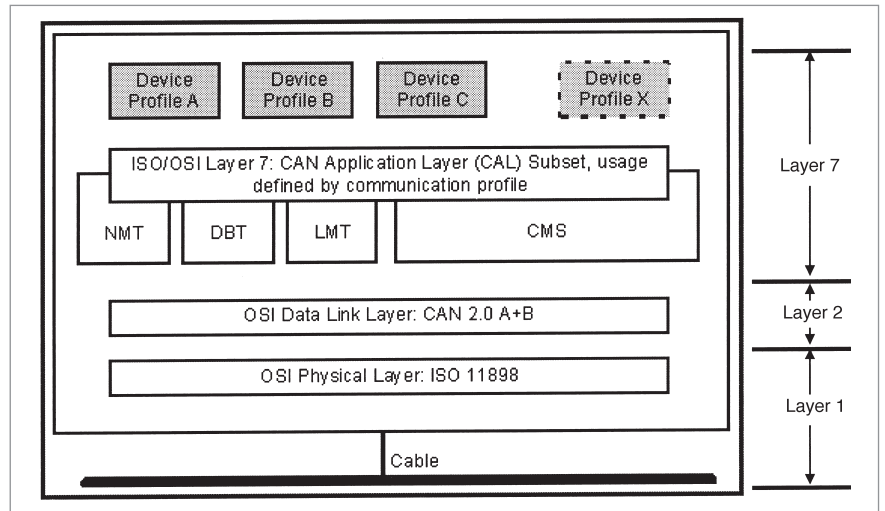 Device
Profile A
Device
Profile B
Device
Profile C
Device
Profile X
ISO/OSI Layer 7: CAN Application Layer (CAL) Subset, usage
defined by communication profile
Layer 7
NMT
DBT
LMT
CMS
OSI Data Link Layer: CAN 2.0 A+B
Layer 2
OSI Physical Layer: ISO 11898
Layer 1
Cable